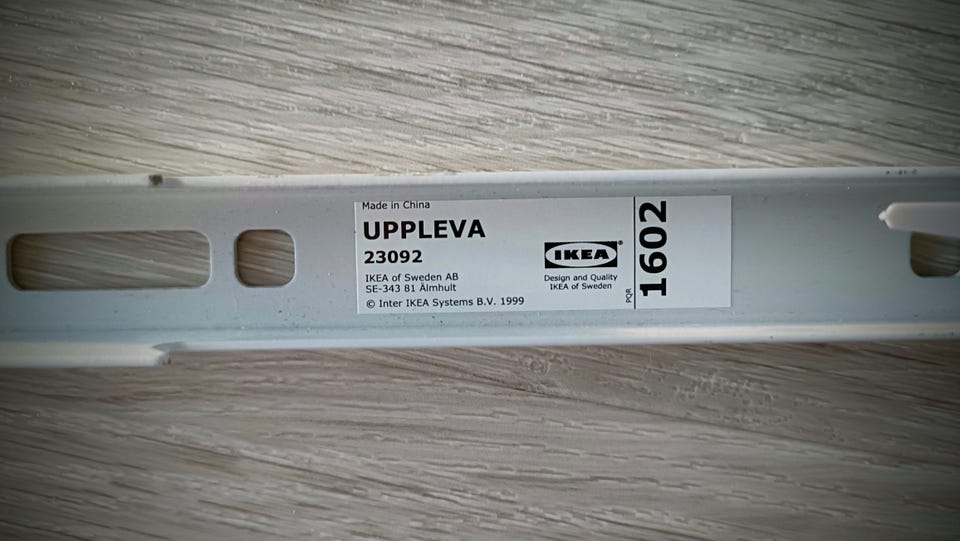 Made in China
UPPLEVA
23092
IKEA of Sweden AB
SE-343 81 Älmhult
© Inter IKEA Systems B.V. 1999
IKEA®
Design and Quality
IKEA of Sweden
PQR
1602